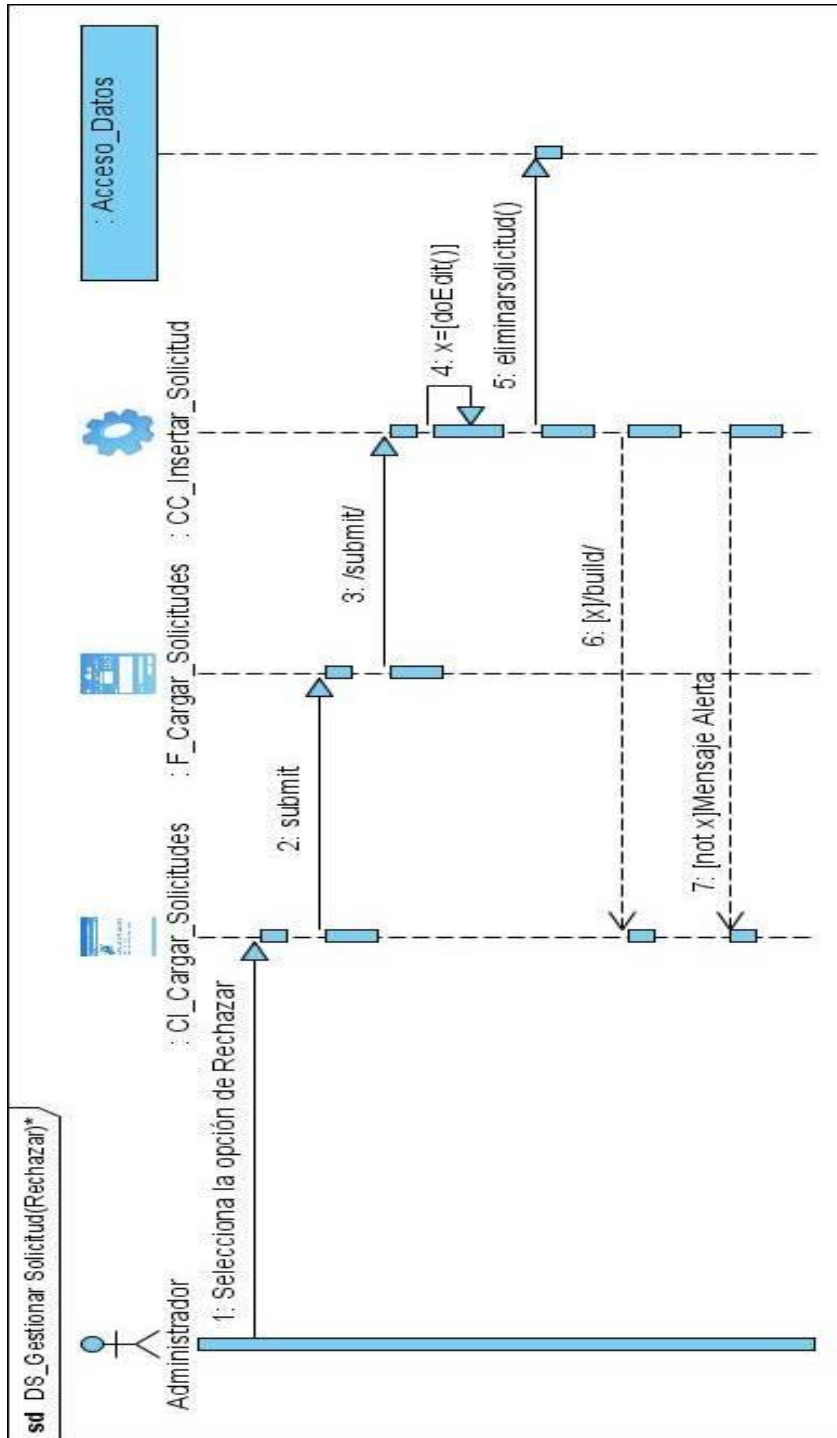 sd DS_Gestionar Solicitud(Rechazar)*
Administrador
: CI_Cargar_Solicitudes
: F_Cargar_Solicitudes
: CC_Insertar_Solicitud
: Acceso_Datos
1: Selecciona la opción de Rechazar
2: submit
3: /submit/
4: x=[doEdit()]
5: eliminarsolicitud()
6: [x]/build/
7: [not x]Mensaje Alerta